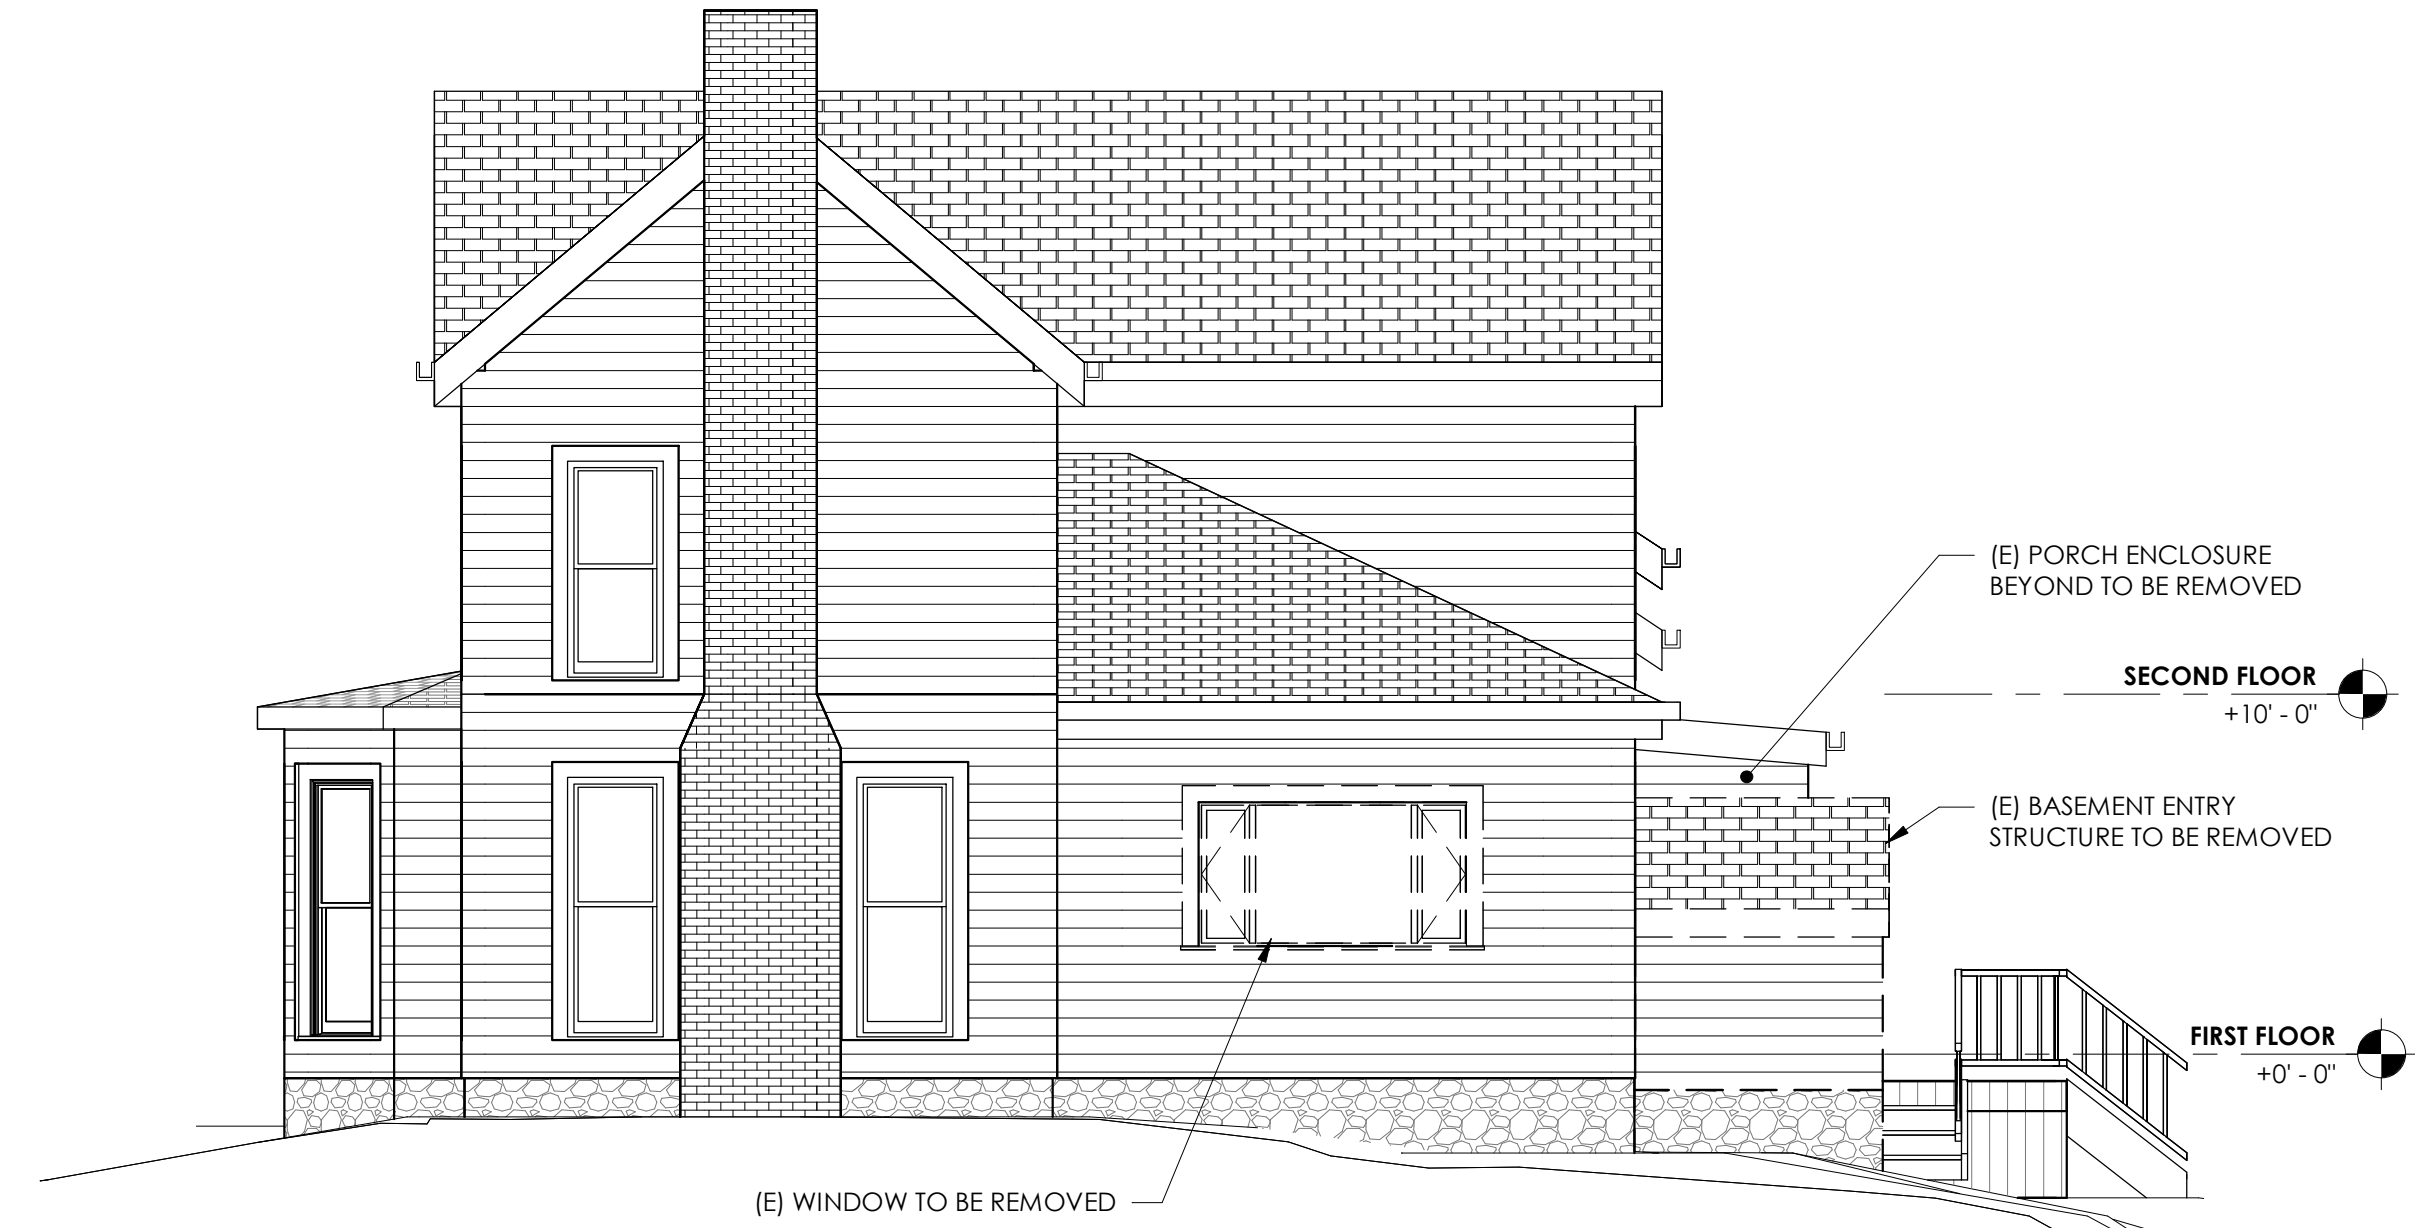 (E) PORCH ENCLOSURE
BEYOND TO BE REMOVED
SECOND FLOOR
+10' - 0"
(E) BASEMENT ENTRY
STRUCTURE TO BE REMOVED
FIRST FLOOR
+0' - 0"
(E) WINDOW TO BE REMOVED